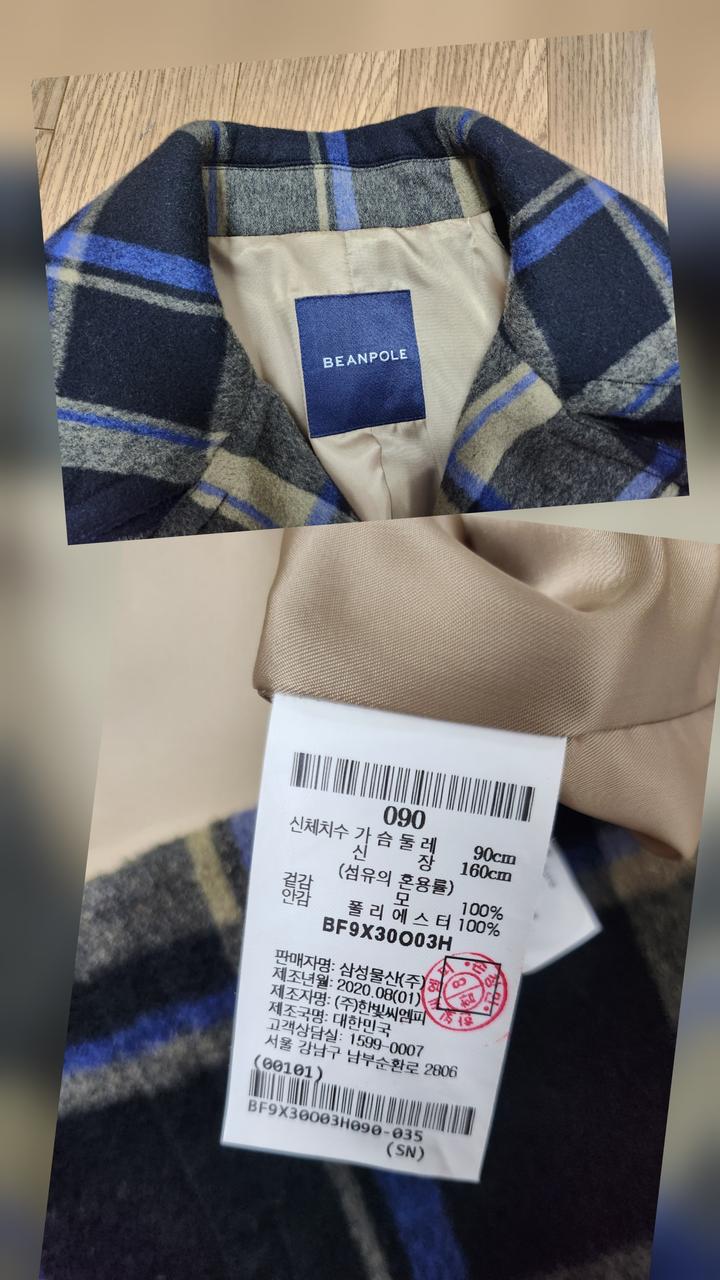 BEANPOLE
090
신체치수 가 슴 둘 레 90cm
신 장 160cm
(섬유의 혼용률)
겉감 모 100%
안감 폴 리 에 스 터 100%
BF9X30O03H
판매자명: 삼성물산(주)
제조년월: 2020.08(01)
제조자명: (주)한빛씨엠피
제조국명: 대한민국
고객상담실: 1599-0007
서울 강남구 남부순환로 2806
(00101)
BF9X30O03H090-035
(SN)